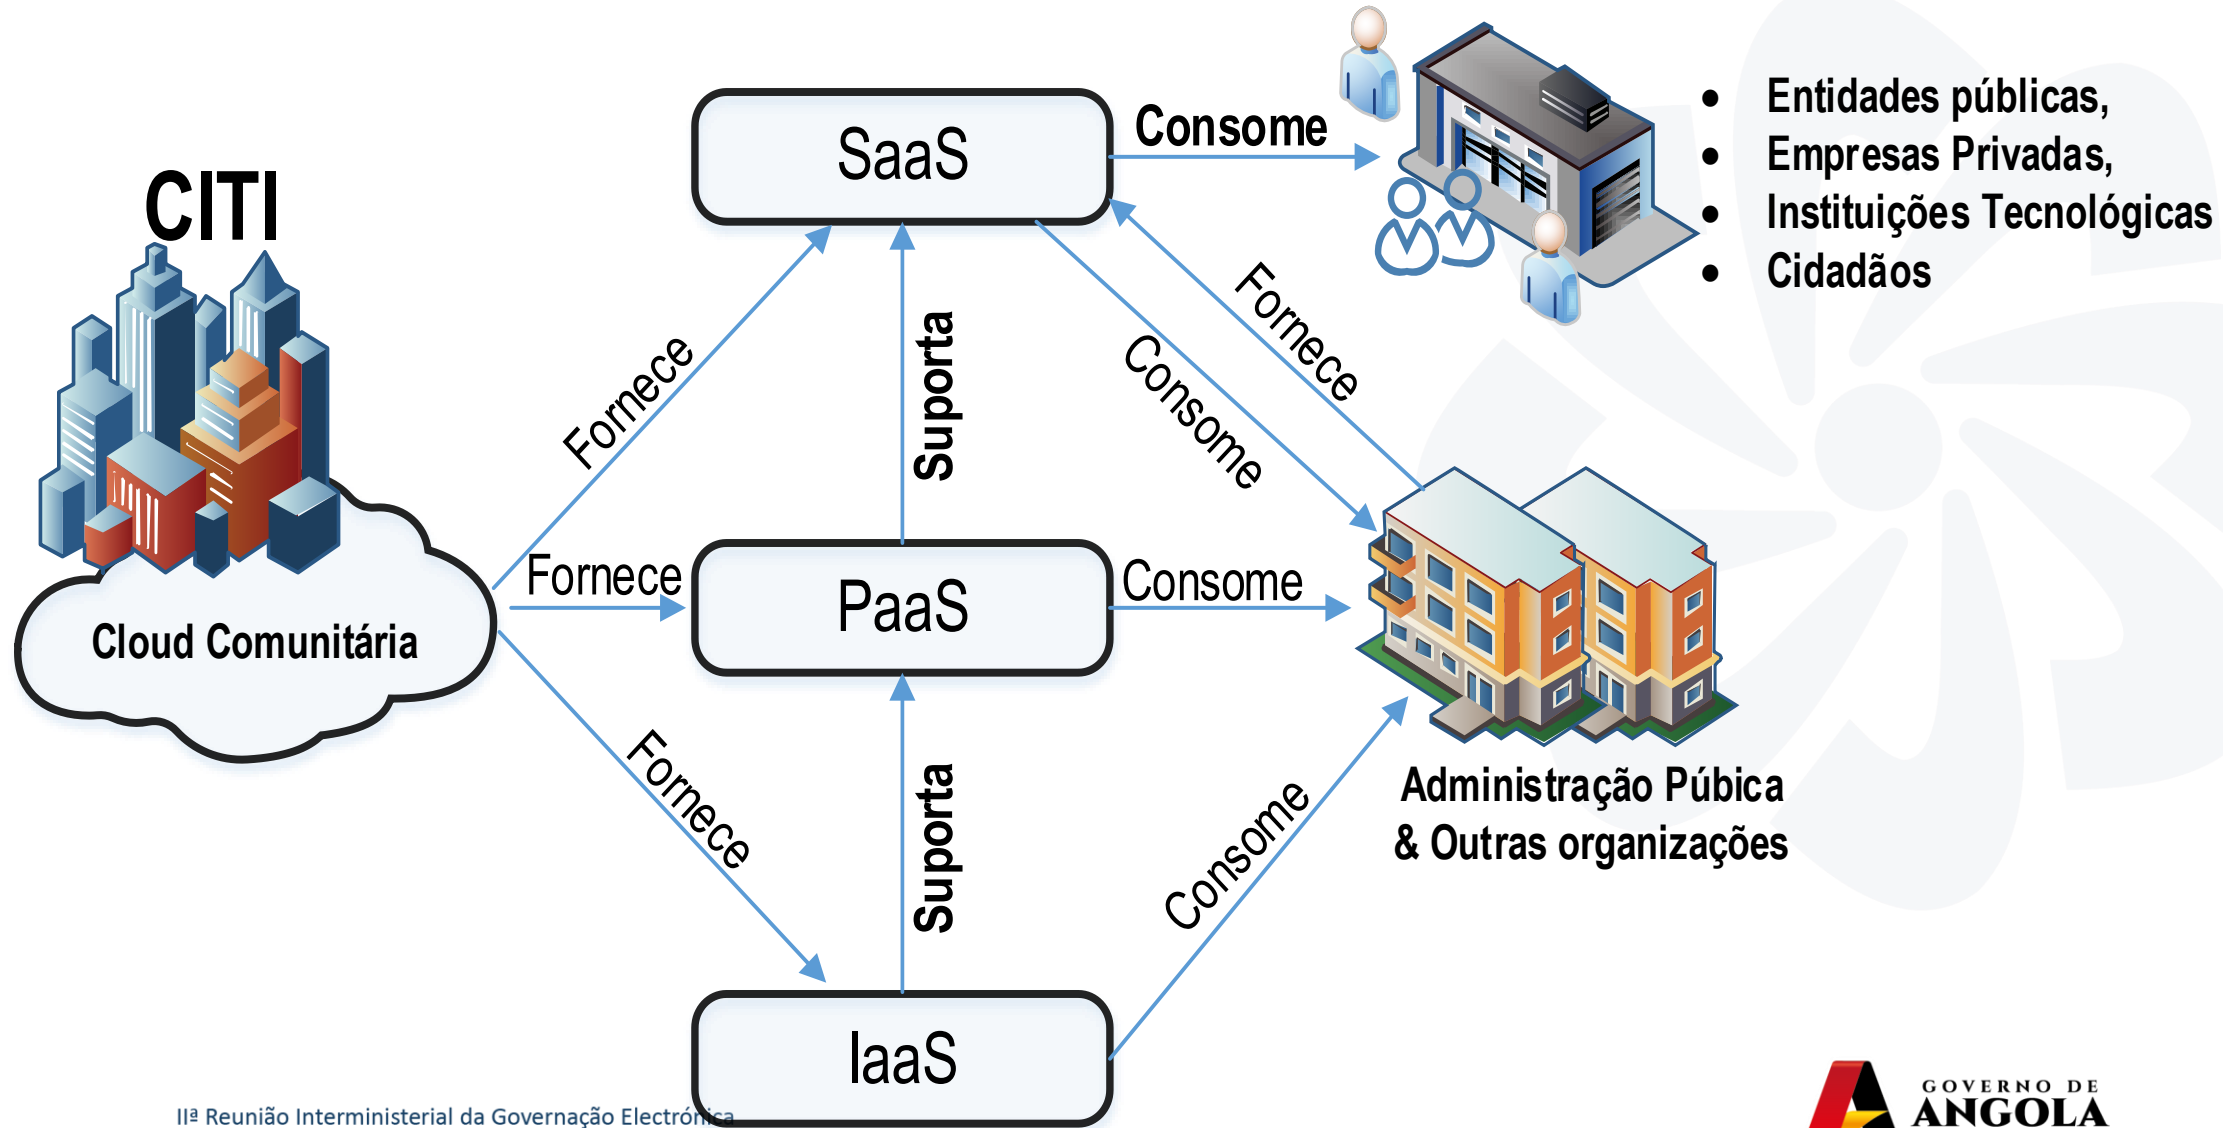 CITI
Cloud Comunitária
SaaS
PaaS
IaaS
Fornece
Fornece
Fornece
Suporta
Suporta
Consome
Consome
Fornece
Consome
Consome
• Entidades públicas,
• Empresas Privadas,
• Instituições Tecnológicas
• Cidadãos
Administração Púbica
& Outras organizações
IIª Reunião Interministerial da Governação Electrónica
GOVERNO DE
ANGOLA